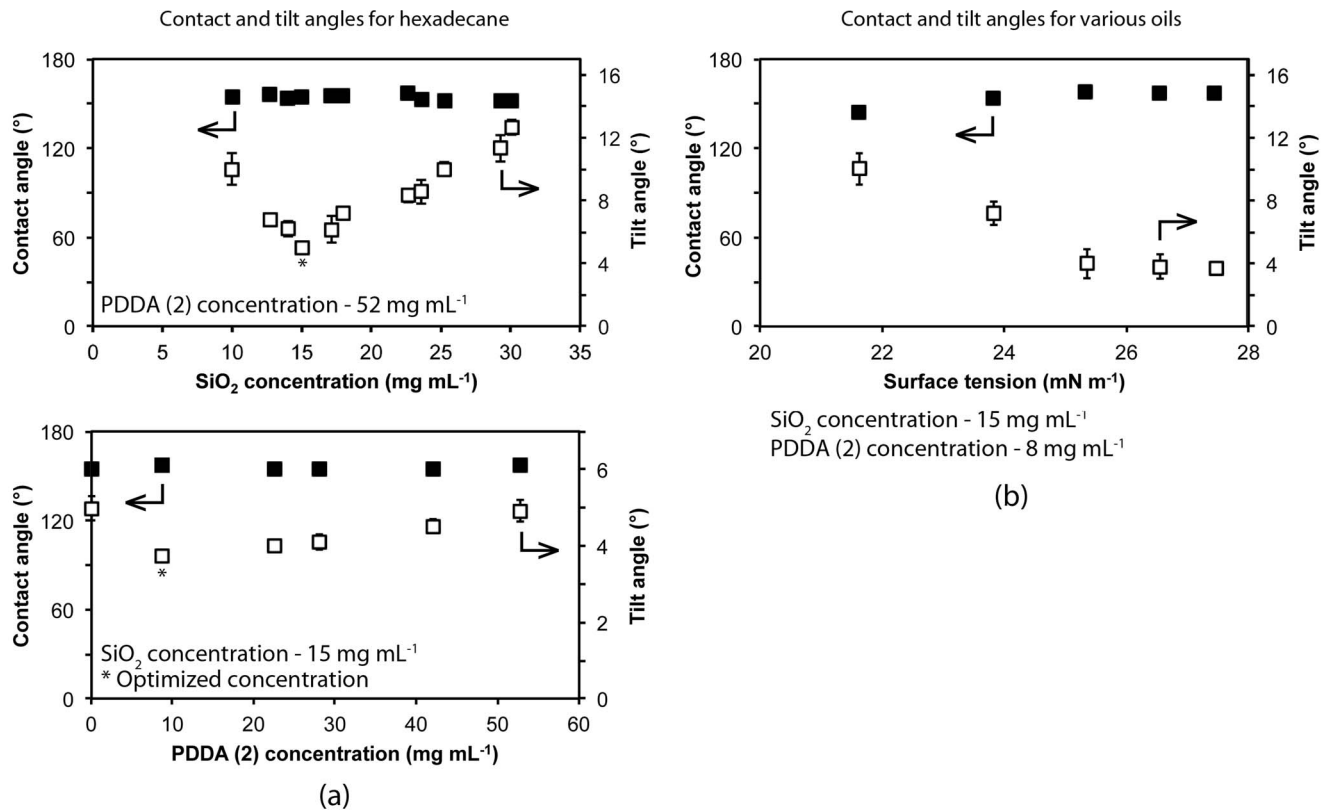 Contact and tilt angles for hexadecane
180
120
60
0
Contact angle (°)
16
12
8
4
0
Tilt angle (°)
*
PDDA (2) concentration - 52 mg mL⁻¹
0 5 10 15 20 25 30 35
SiO₂ concentration (mg mL⁻¹)
180
120
60
0
Contact angle (°)
6
4
2
0
Tilt angle (°)
*
SiO₂ concentration - 15 mg mL⁻¹
* Optimized concentration
0 10 20 30 40 50 60
PDDA (2) concentration (mg mL⁻¹)
(a)
Contact and tilt angles for various oils
180
120
60
0
Contact angle (°)
16
12
8
4
0
Tilt angle (°)
20 22 24 26 28
Surface tension (mN m⁻¹)
SiO₂ concentration - 15 mg mL⁻¹
PDDA (2) concentration - 8 mg mL⁻¹
(b)